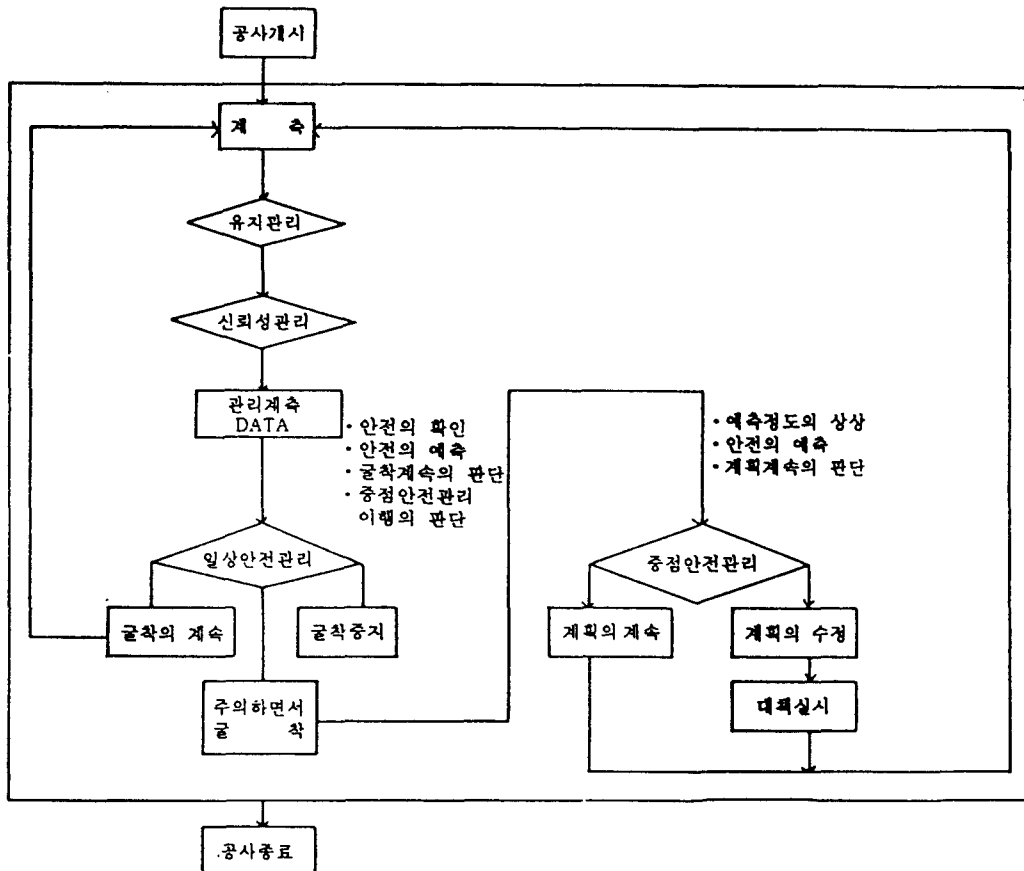 공사개시
계 측
유지관리
신뢰성관리
관리계측
DATA
· 안전의 확인
· 안전의 예측
· 굴착계속의 판단
· 중점안전관리
이행의 판단
· 예측정도의 상상
· 안전의 예측
· 계획계속의 판단
일상안전관리
중점안전관리
굴착의 계속
굴착중지
계획의 계속
계획의 수정
주의하면서
굴 착
대책실시
공사종료